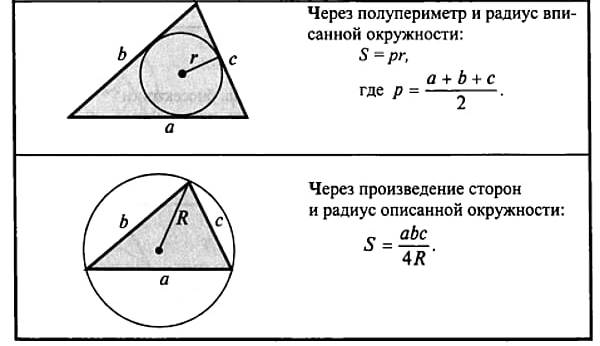 Через полупериметр и радиус впи-
санной окружности:
S = pr,
где p = (a + b + c)/2.
b
r
c
a
Через произведение сторон
и радиус описанной окружности:
S = abc/4R.
b
R
c
a